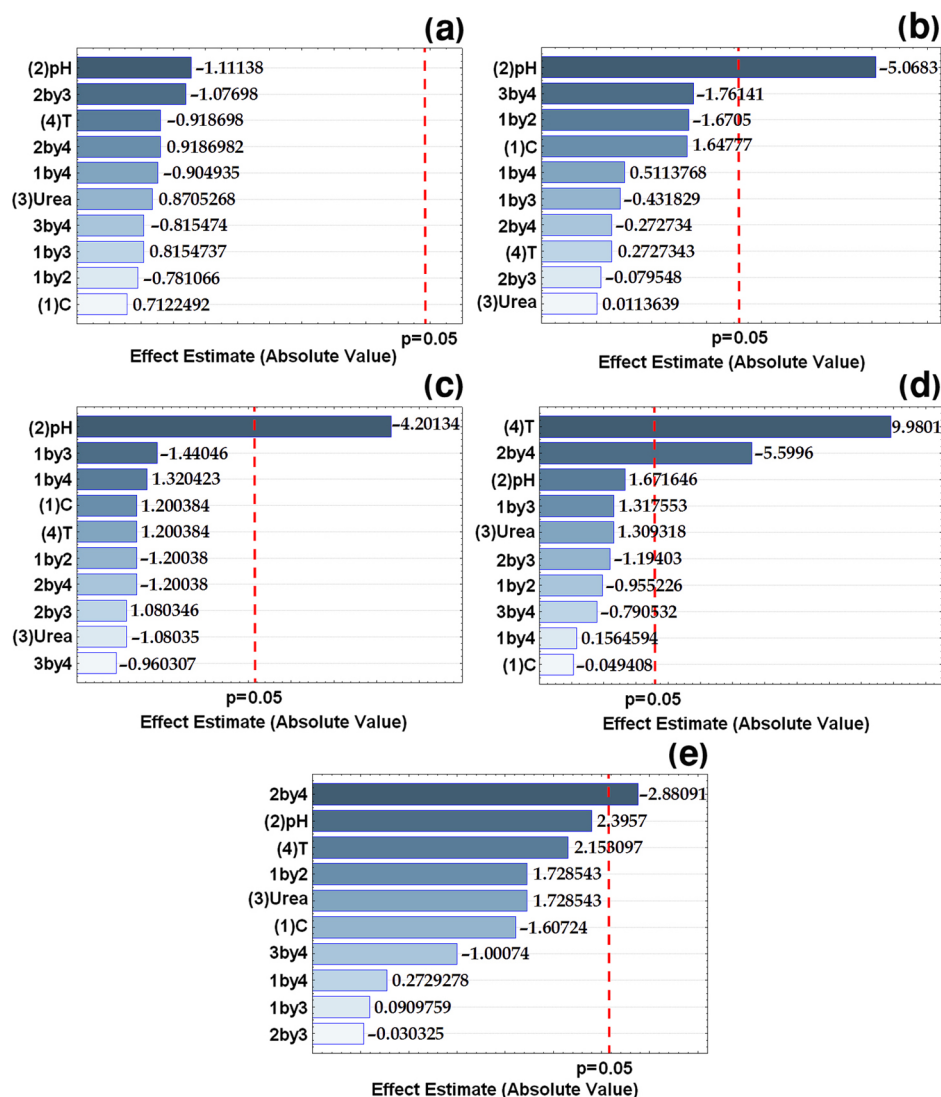 (a)
(2)pH –1.11138
2by3 –1.07698
(4)T –0.918698
2by4 0.9186982
1by4 –0.904935
(3)Urea 0.8705268
3by4 –0.815474
1by3 0.8154737
1by2 –0.781066
(1)C 0.7122492
p=0.05
Effect Estimate (Absolute Value)
(b)
(2)pH –5.0683
3by4 –1.76141
1by2 –1.6705
(1)C 1.64777
1by4 0.5113768
1by3 –0.431829
2by4 –0.272734
(4)T 0.2727343
2by3 –0.079548
(3)Urea 0.0113639
p=0.05
Effect Estimate (Absolute Value)
(c)
(2)pH –4.20134
1by3 –1.44046
1by4 1.320423
(1)C 1.200384
(4)T 1.200384
1by2 –1.20038
2by4 –1.20038
2by3 1.080346
(3)Urea –1.08035
3by4 –0.960307
p=0.05
Effect Estimate (Absolute Value)
(d)
(4)T 9.9801
2by4 –5.5996
(2)pH 1.671646
1by3 1.317553
(3)Urea 1.309318
2by3 –1.19403
1by2 –0.955226
3by4 –0.790532
1by4 0.1564594
(1)C –0.049408
p=0.05
Effect Estimate (Absolute Value)
(e)
2by4 –2.88091
(2)pH 2.3957
(4)T 2.153097
1by2 1.728543
(3)Urea 1.728543
(1)C –1.60724
3by4 –1.00074
1by4 0.2729278
1by3 0.0909759
2by3 –0.030325
p=0.05
Effect Estimate (Absolute Value)